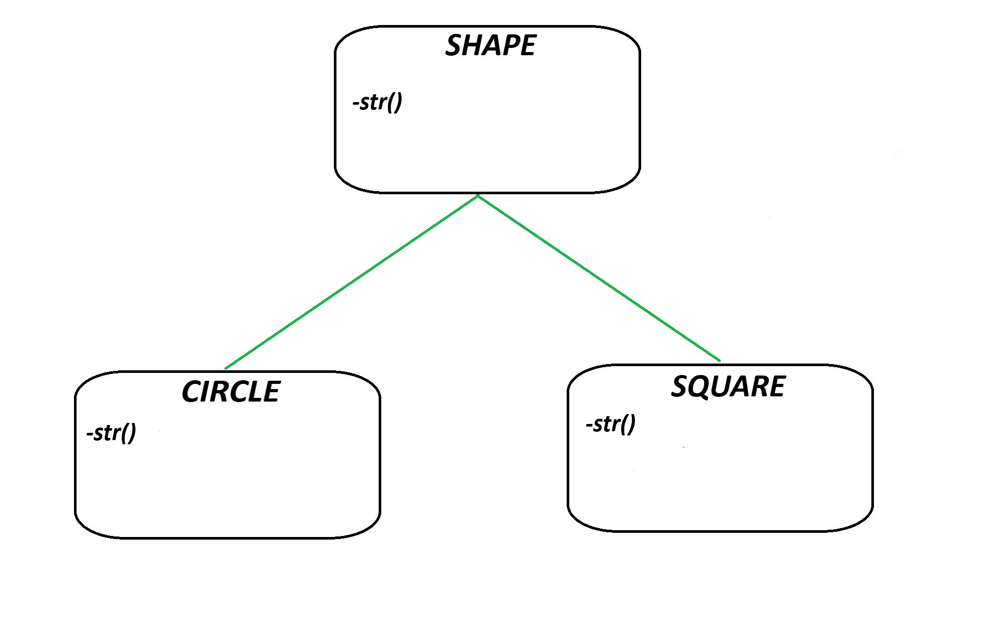 SHAPE
-str()
CIRCLE
-str()
SQUARE
-str()